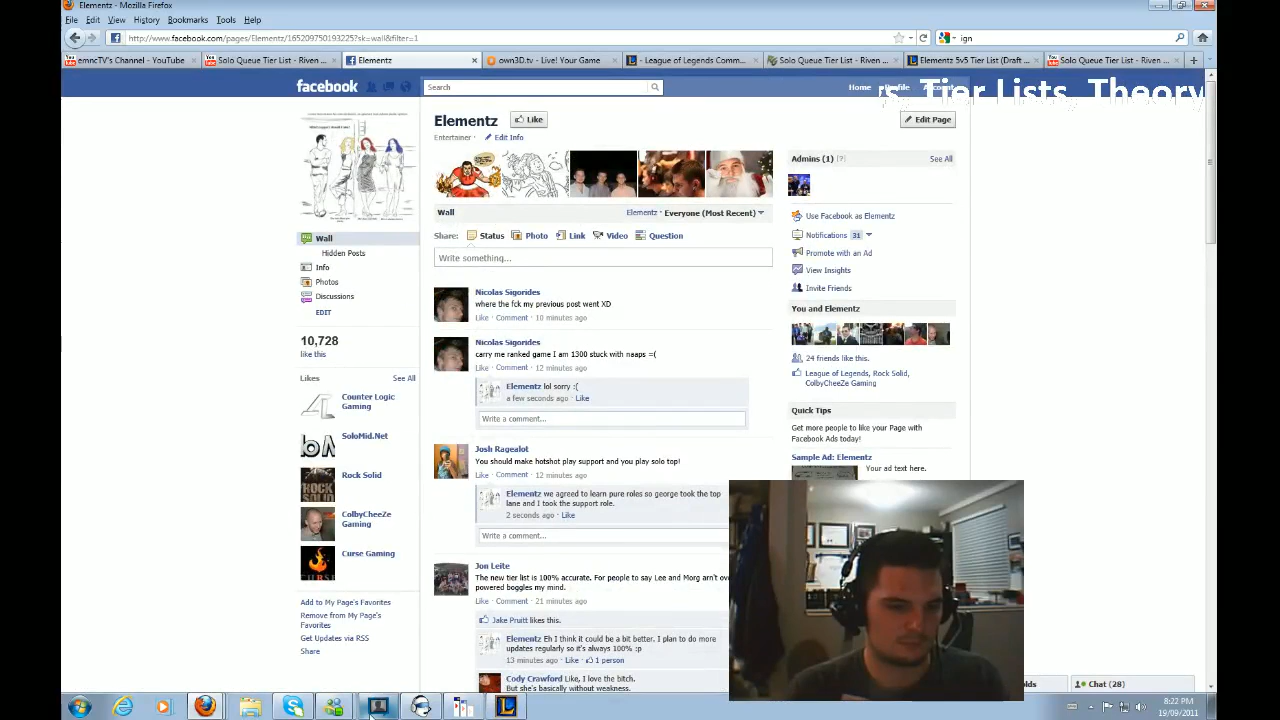 Elementz - Mozilla Firefox
File Edit View History Bookmarks Tools Help
http://www.facebook.com/pages/Elementz/165209750193225?sk=wall&filter=1
ign
emncTV's Channel - YouTube
Solo Queue Tier List - Riven ...
Elementz
own3D.tv - Live! Your Game
- League of Legends Comm...
Solo Queue Tier List - Riven ...
Elementz 5v5 Tier List (Draft ...
Solo Queue Tier List - Riven ...
facebook
Search
Home Profile
rs, Tier Lists, Theory
Elementz
Like
Edit Page
Entertainer · Edit Info
Admins (1) (?) See All
Wall
Elementz · Everyone (Most Recent)
Share: Status Photo Link Video Question
Write something...
Use Facebook as Elementz
Notifications 31
Promote with an Ad
View Insights
Invite Friends
Wall
Hidden Posts
Info
Photos
Discussions
EDIT
10,728
like this
Likes See All
Counter Logic
Gaming
SoloMid.Net
Rock Solid
ColbyCheeZe
Gaming
CURSE
Curse Gaming
Add to My Page's Favorites
Remove from My Page's
Favorites
Get Updates via RSS
Share
Nicolas Sigorides
where the fck my previous post went XD
Like · Comment · 10 minutes ago
Nicolas Sigorides
carry me ranked game I am 1300 stuck with naaps =(
Like · Comment · 12 minutes ago
Elementz lol sorry :(
a few seconds ago · Like
Write a comment...
Josh Ragealot
You should make hotshot play support and you play solo top!
Like · Comment · 12 minutes ago
Elementz we agreed to learn pure roles so george took the top
lane and I took the support role.
2 seconds ago · Like
Write a comment...
Jon Leite
The new tier list is 100% accurate. For people to say Lee and Morg arn't ov
powered boggles my mind.
Like · Comment · 21 minutes ago
Jake Pruitt likes this.
Elementz Eh I think it could be a bit better. I plan to do more
updates regularly so it's always 100% :p
13 minutes ago · Like · 1 person
Cody Crawford Like, I love the bitch.
But she's basically without weakness.
You and Elementz
24 friends like this.
League of Legends, Rock Solid,
ColbyCheeZe Gaming
Quick Tips
Get more people to like your Page with
Facebook Ads today!
Sample Ad: Elementz
Your ad text here.
olds
Chat (28)
8:22 PM
19/09/2011